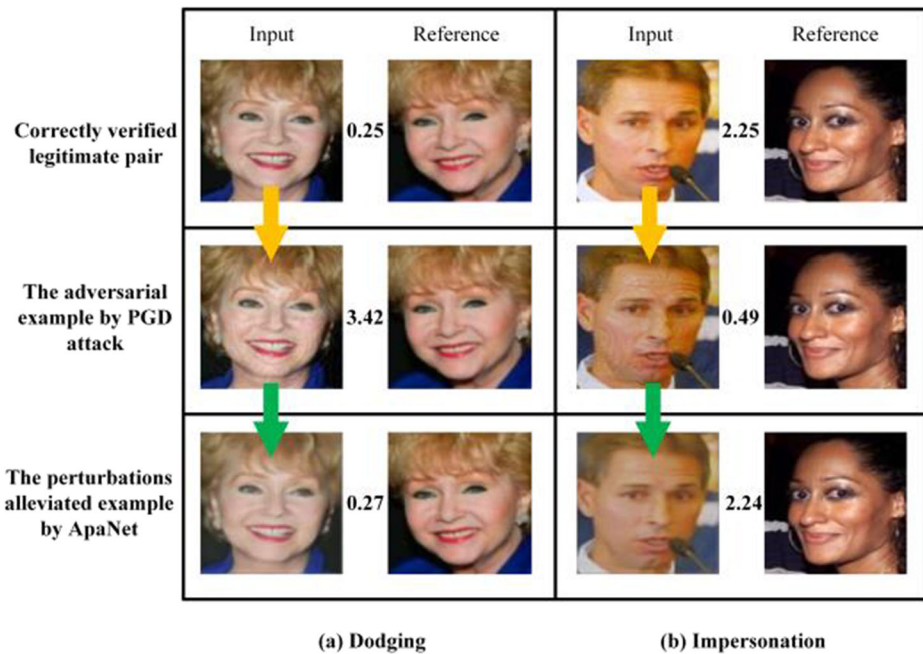 Input Reference Input Reference
Correctly verified
legitimate pair
0.25 2.25
The adversarial
example by PGD
attack
3.42 0.49
The perturbations
alleviated example
by ApaNet
0.27 2.24
(a) Dodging (b) Impersonation